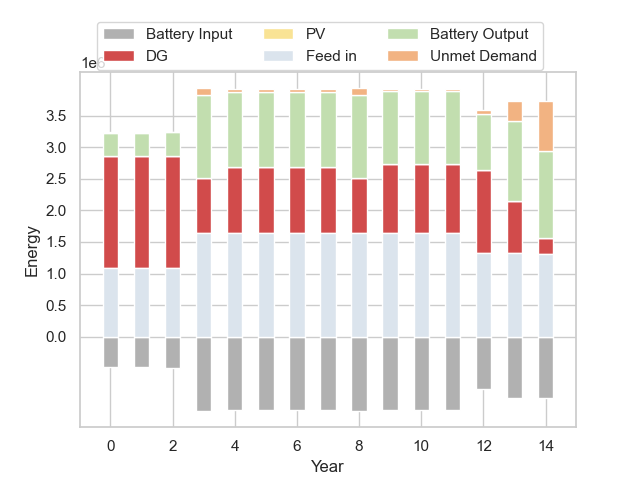 Battery Input PV Battery Output
DG Feed in Unmet Demand
1e6
3.5
3.0
2.5
2.0
1.5
1.0
0.5
0.0
Energy
0 2 4 6 8 10 12 14
Year